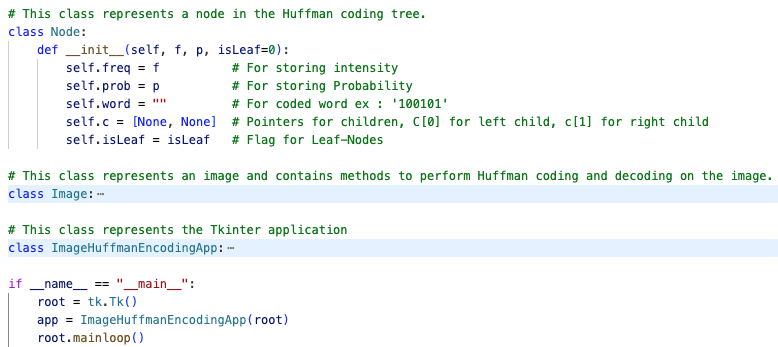 # This class represents a node in the Huffman coding tree.
class Node:
    def __init__(self, f, p, isLeaf=0):
        self.freq = f          # For storing intensity
        self.prob = p          # For storing Probability
        self.word = ""         # For coded word ex : '100101'
        self.c = [None, None]  # Pointers for children, C[0] for left child, c[1] for right child
        self.isLeaf = isLeaf   # Flag for Leaf-Nodes

# This class represents an image and contains methods to perform Huffman coding and decoding on the image.
class Image:⋯

# This class represents the Tkinter application
class ImageHuffmanEncodingApp:⋯

if __name__ == "__main__":
    root = tk.Tk()
    app = ImageHuffmanEncodingApp(root)
    root.mainloop()